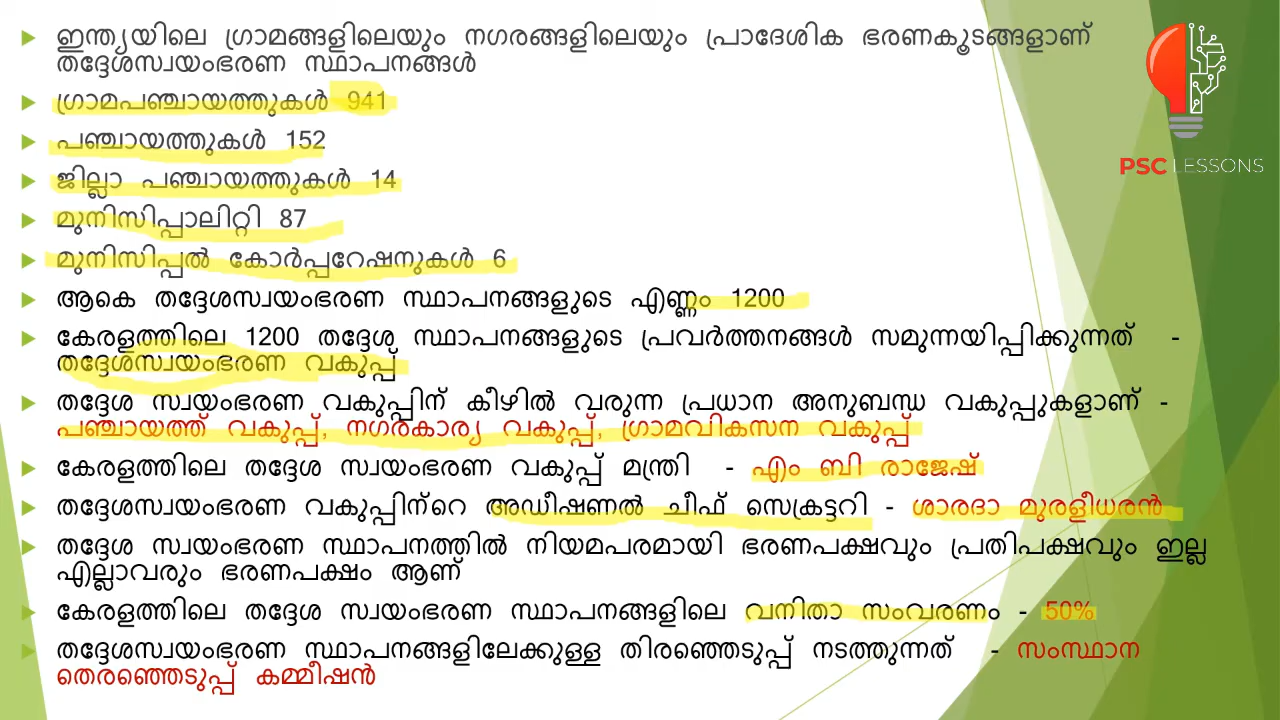 ഇന്ത്യയിലെ ഗ്രാമങ്ങളിലെയും നഗരങ്ങളിലെയും പ്രാദേശിക ഭരണകൂടങ്ങളാണ്
തദ്ദേശസ്വയംഭരണ സ്ഥാപനങ്ങൾ
ഗ്രാമപഞ്ചായത്തുകൾ 941
പഞ്ചായത്തുകൾ 152
ജില്ലാ പഞ്ചായത്തുകൾ 14
മുനിസിപ്പാലിറ്റി 87
മുനിസിപ്പൽ കോർപ്പറേഷനുകൾ 6
ആകെ തദ്ദേശസ്വയംഭരണ സ്ഥാപനങ്ങളുടെ എണ്ണം 1200
കേരളത്തിലെ 1200 തദ്ദേശ സ്ഥാപനങ്ങളുടെ പ്രവർത്തനങ്ങൾ സമുന്നയിപ്പിക്കുന്നത് -
തദ്ദേശസ്വയംഭരണ വകുപ്പ്
തദ്ദേശ സ്വയംഭരണ വകുപ്പിന് കീഴിൽ വരുന്ന പ്രധാന അനുബന്ധ വകുപ്പുകളാണ് -
പഞ്ചായത്ത് വകുപ്പ്, നഗരകാര്യ വകുപ്പ്, ഗ്രാമവികസന വകുപ്പ്
കേരളത്തിലെ തദ്ദേശ സ്വയംഭരണ വകുപ്പ് മന്ത്രി - എം ബി രാജേഷ്
തദ്ദേശസ്വയംഭരണ വകുപ്പിന്റെ അഡീഷണൽ ചീഫ് സെക്രട്ടറി - ശാരദാ മുരളീധരൻ
തദ്ദേശ സ്വയംഭരണ സ്ഥാപനത്തിൽ നിയമപരമായി ഭരണപക്ഷവും പ്രതിപക്ഷവും ഇല്ല
എല്ലാവരും ഭരണപക്ഷം ആണ്
കേരളത്തിലെ തദ്ദേശ സ്വയംഭരണ സ്ഥാപനങ്ങളിലെ വനിതാ സംവരണം - 50%
തദ്ദേശസ്വയംഭരണ സ്ഥാപനങ്ങളിലേക്കുള്ള തിരഞ്ഞെടുപ്പ് നടത്തുന്നത് - സംസ്ഥാന
തെരഞ്ഞെടുപ്പ് കമ്മീഷൻ
PSC LESSONS